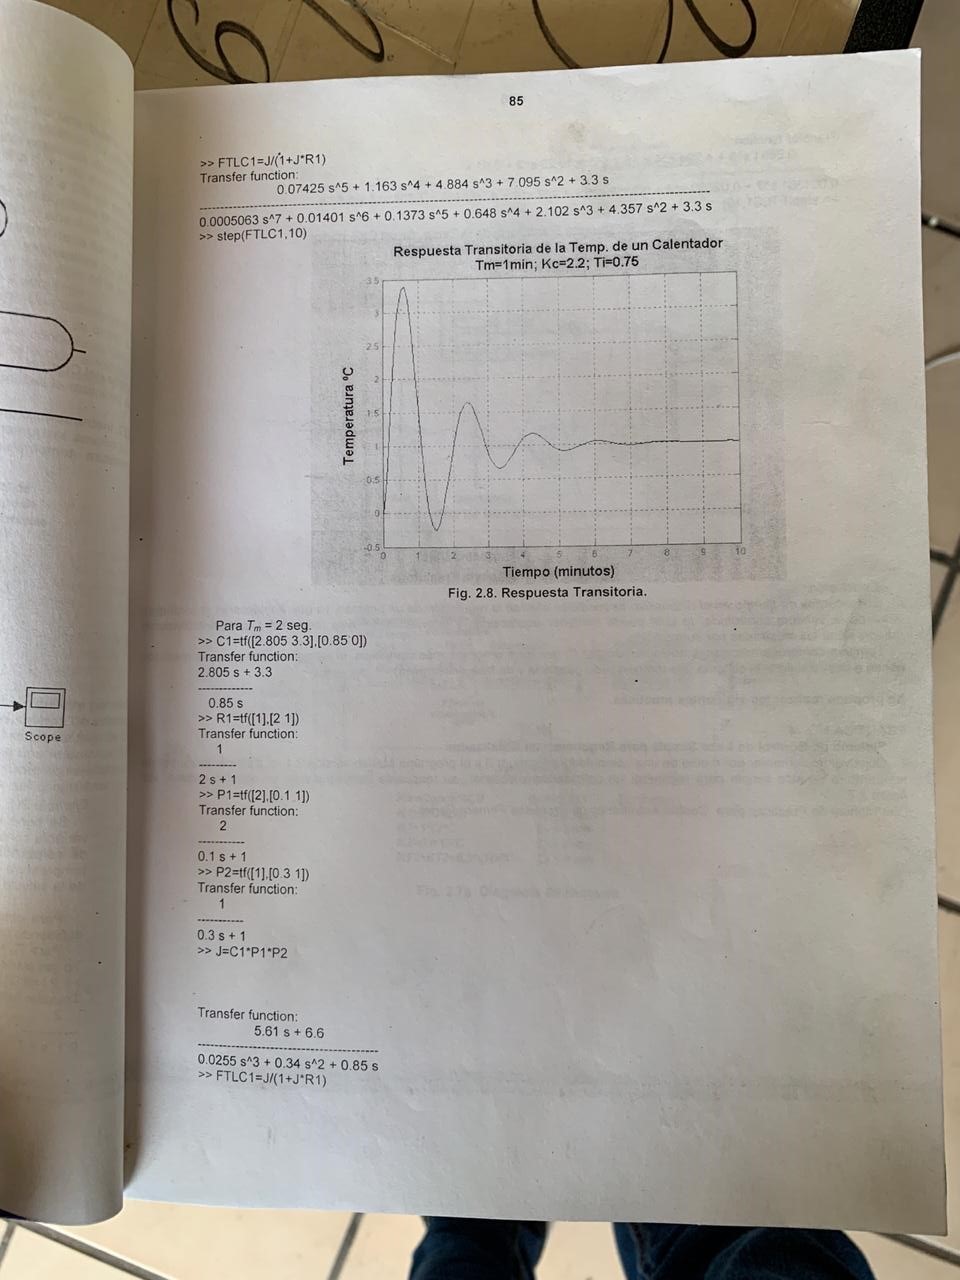 85
>> FTLC1=J/(1+J*R1)
Transfer function:
0.07425 s^5 + 1.163 s^4 + 4.884 s^3 + 7.095 s^2 + 3.3 s
----------------------------------------------------------------------
0.0005063 s^7 + 0.01401 s^6 + 0.1373 s^5 + 0.648 s^4 + 2.102 s^3 + 4.357 s^2 + 3.3 s
>> step(FTLC1,10)
Respuesta Transitoria de la Temp. de un Calentador
Tm=1min; Kc=2.2; Ti=0.75
3.5
3
2.5
2
1.5
1
0.5
0
-0.5
Temperatura ºC
0 1 2 3 4 5 6 7 8 9 10
Tiempo (minutos)
Fig. 2.8. Respuesta Transitoria.
Para Tm = 2 seg.
>> C1=tf([2.805 3.3],[0.85 0])
Transfer function:
2.805 s + 3.3
-------------
0.85 s
>> R1=tf([1],[2 1])
Transfer function:
1
---------
2 s + 1
>> P1=tf([2],[0.1 1])
Transfer function:
2
-----------
0.1 s + 1
>> P2=tf([1],[0.3 1])
Transfer function:
1
-----------
0.3 s + 1
>> J=C1*P1*P2
Transfer function:
5.61 s + 6.6
-------------------------------------------
0.0255 s^3 + 0.34 s^2 + 0.85 s
>> FTLC1=J/(1+J*R1)
Scope